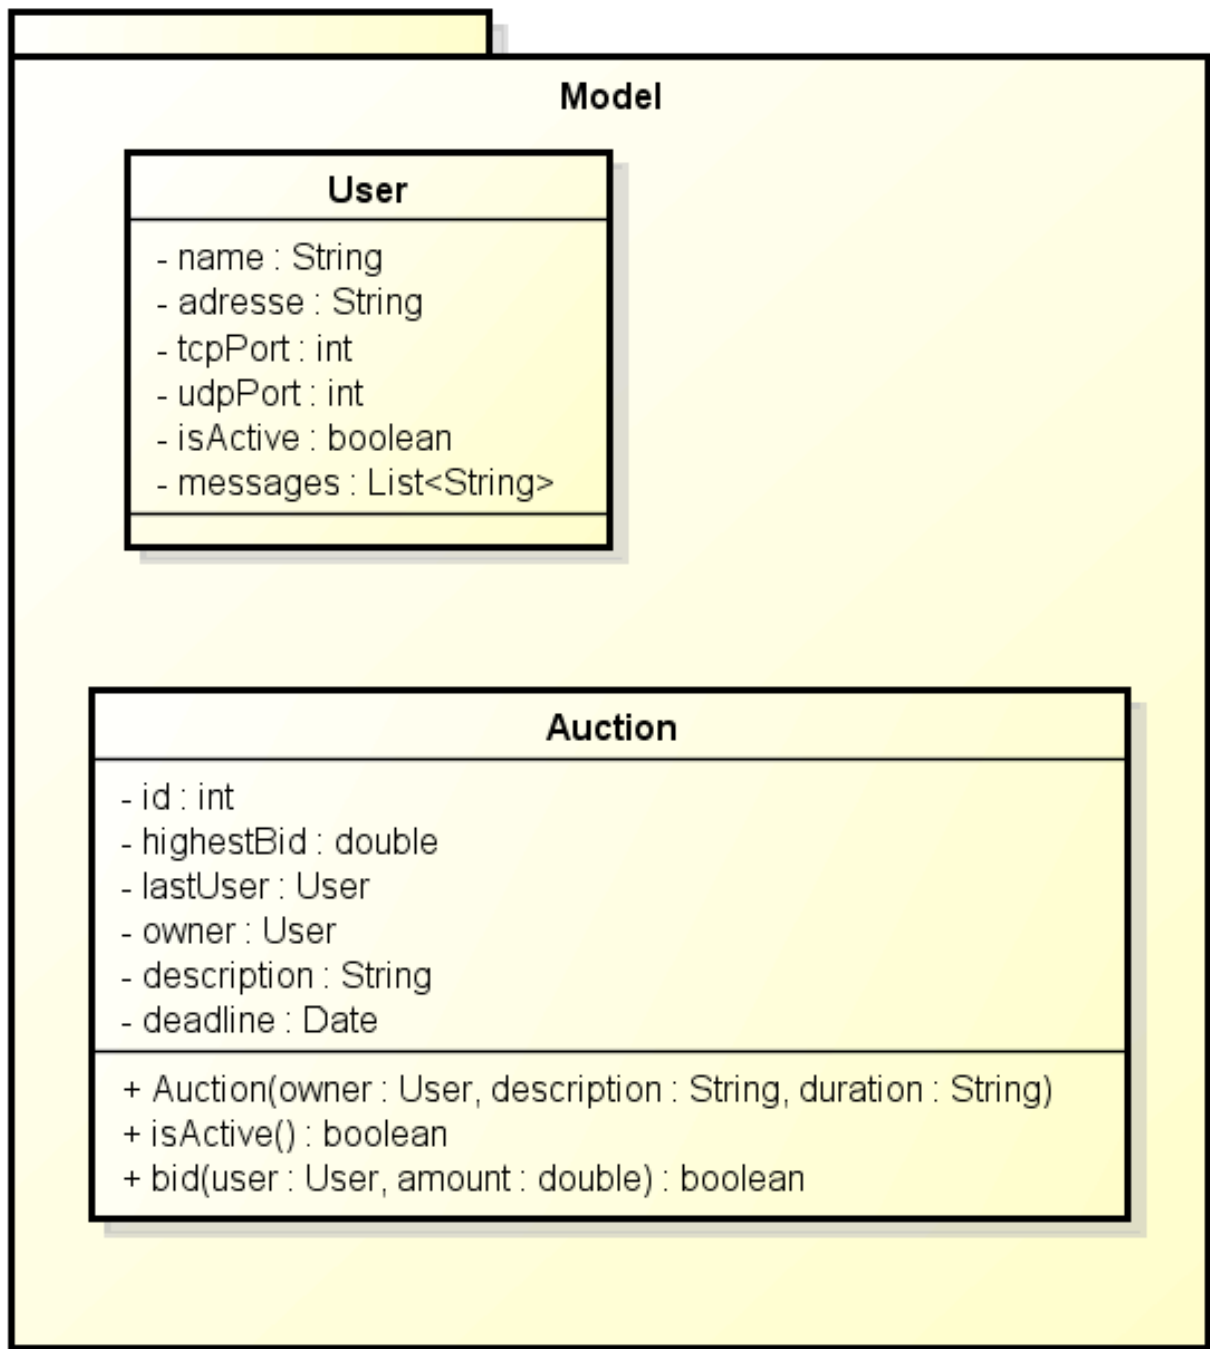 Model
User
- name : String
- adresse : String
- tcpPort : int
- udpPort : int
- isActive : boolean
- messages : List<String>
Auction
- id : int
- highestBid : double
- lastUser : User
- owner : User
- description : String
- deadline : Date
+ Auction(owner : User, description : String, duration : String)
+ isActive() : boolean
+ bid(user : User, amount : double) : boolean